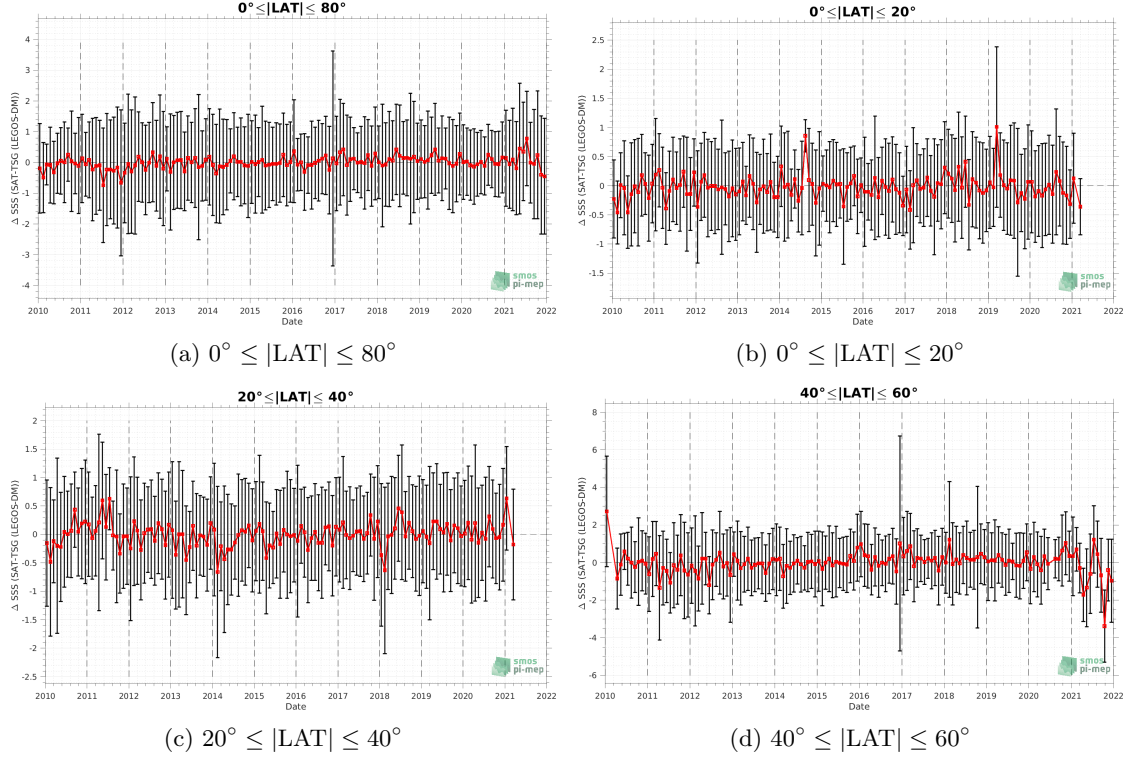 0°≤|LAT|≤ 80°
Δ SSS (SAT-TSG (LEGOS-DM))
4
3
2
1
0
-1
-2
-3
-4
2010 2011 2012 2013 2014 2015 2016 2017 2018 2019 2020 2021 2022
Date
smos
pi-mep
(a) 0° ≤ |LAT| ≤ 80°
0°≤|LAT|≤ 20°
Δ SSS (SAT-TSG (LEGOS-DM))
2.5
2
1.5
1
0.5
0
-0.5
-1
-1.5
2010 2011 2012 2013 2014 2015 2016 2017 2018 2019 2020 2021 2022
Date
smos
pi-mep
(b) 0° ≤ |LAT| ≤ 20°
20°≤|LAT|≤ 40°
Δ SSS (SAT-TSG (LEGOS-DM))
2
1.5
1
0.5
0
-0.5
-1
-1.5
-2
-2.5
2010 2011 2012 2013 2014 2015 2016 2017 2018 2019 2020 2021 2022
Date
smos
pi-mep
(c) 20° ≤ |LAT| ≤ 40°
40°≤|LAT|≤ 60°
Δ SSS (SAT-TSG (LEGOS-DM))
8
6
4
2
0
-2
-4
-6
2010 2011 2012 2013 2014 2015 2016 2017 2018 2019 2020 2021 2022
Date
smos
pi-mep
(d) 40° ≤ |LAT| ≤ 60°